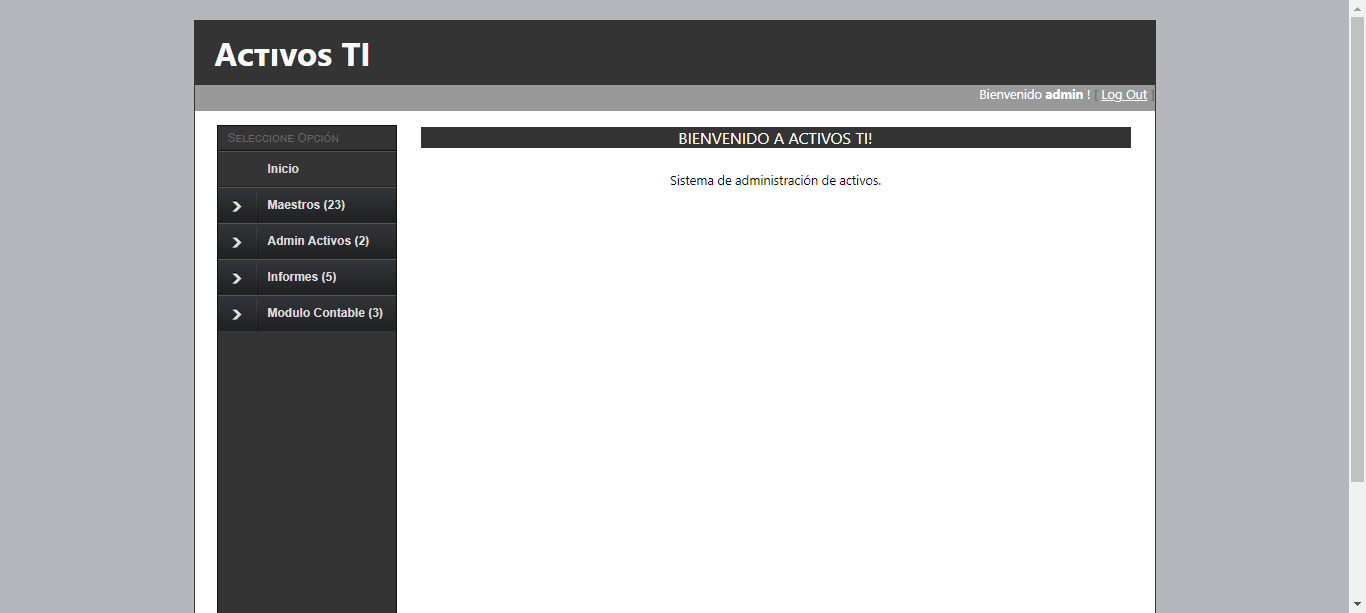 Activos TI
Bienvenido admin ! [ Log Out ]
Seleccione Opción
Inicio
Maestros (23)
Admin Activos (2)
Informes (5)
Modulo Contable (3)
BIENVENIDO A ACTIVOS TI!
Sistema de administración de activos.